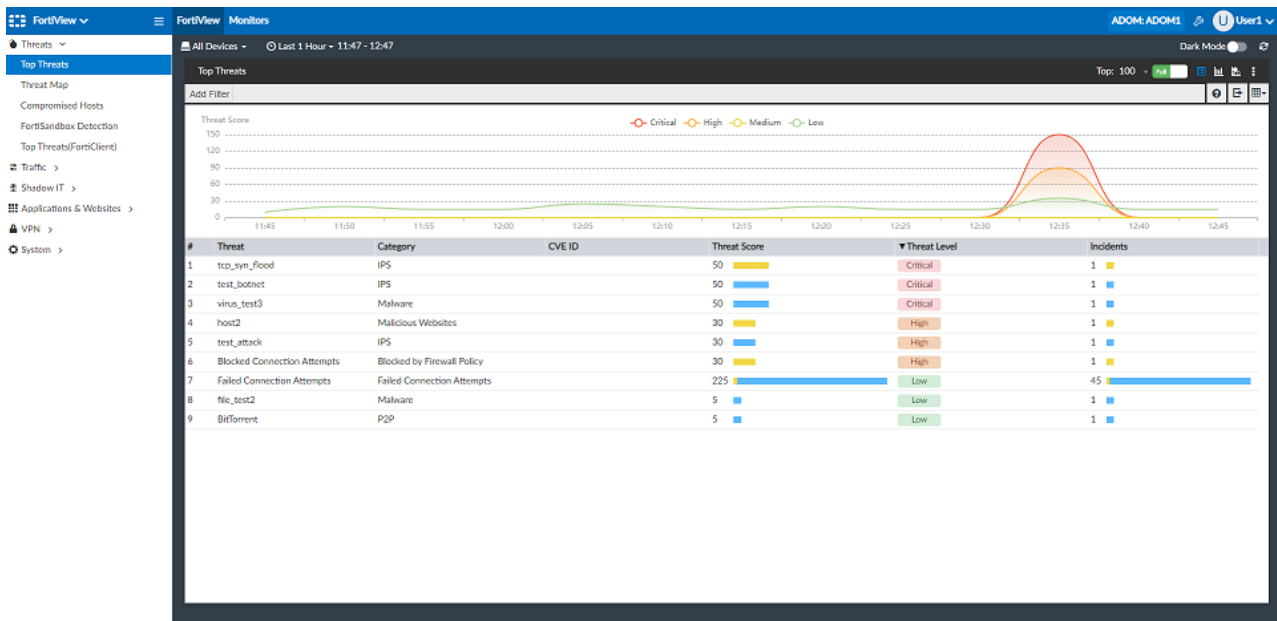 FortiView FortiView Monitors ADOM: ADOM1 U User1
Threats All Devices Last 1 Hour 11:47 - 12:47 Dark Mode
Top Threats
Threat Map
Compromised Hosts
FortiSandbox Detection
Top Threats(FortiClient)
Traffic
Shadow IT
Applications & Websites
VPN
System
Top Threats Top: 100 Full
Add Filter
Threat Score Critical High Medium Low
150
120
90
60
30
0
11:45 11:50 11:55 12:00 12:05 12:10 12:15 12:20 12:25 12:30 12:35 12:40 12:45
# Threat Category CVE ID Threat Score ▼Threat Level Incidents
1 tcp_syn_flood IPS 50 Critical 1
2 test_botnet IPS 50 Critical 1
3 virus_test3 Malware 50 Critical 1
4 host2 Malicious Websites 30 High 1
5 test_attack IPS 30 High 1
6 Blocked Connection Attempts Blocked by Firewall Policy 30 High 1
7 Failed Connection Attempts Failed Connection Attempts 225 Low 45
8 file_test2 Malware 5 Low 1
9 BitTorrent P2P 5 Low 1